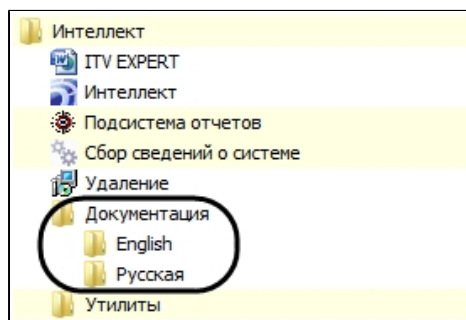 Интеллект
ITV EXPERT
Интеллект
Подсистема отчетов
Сбор сведений о системе
Удаление
Документация
English
Русская
Утилиты